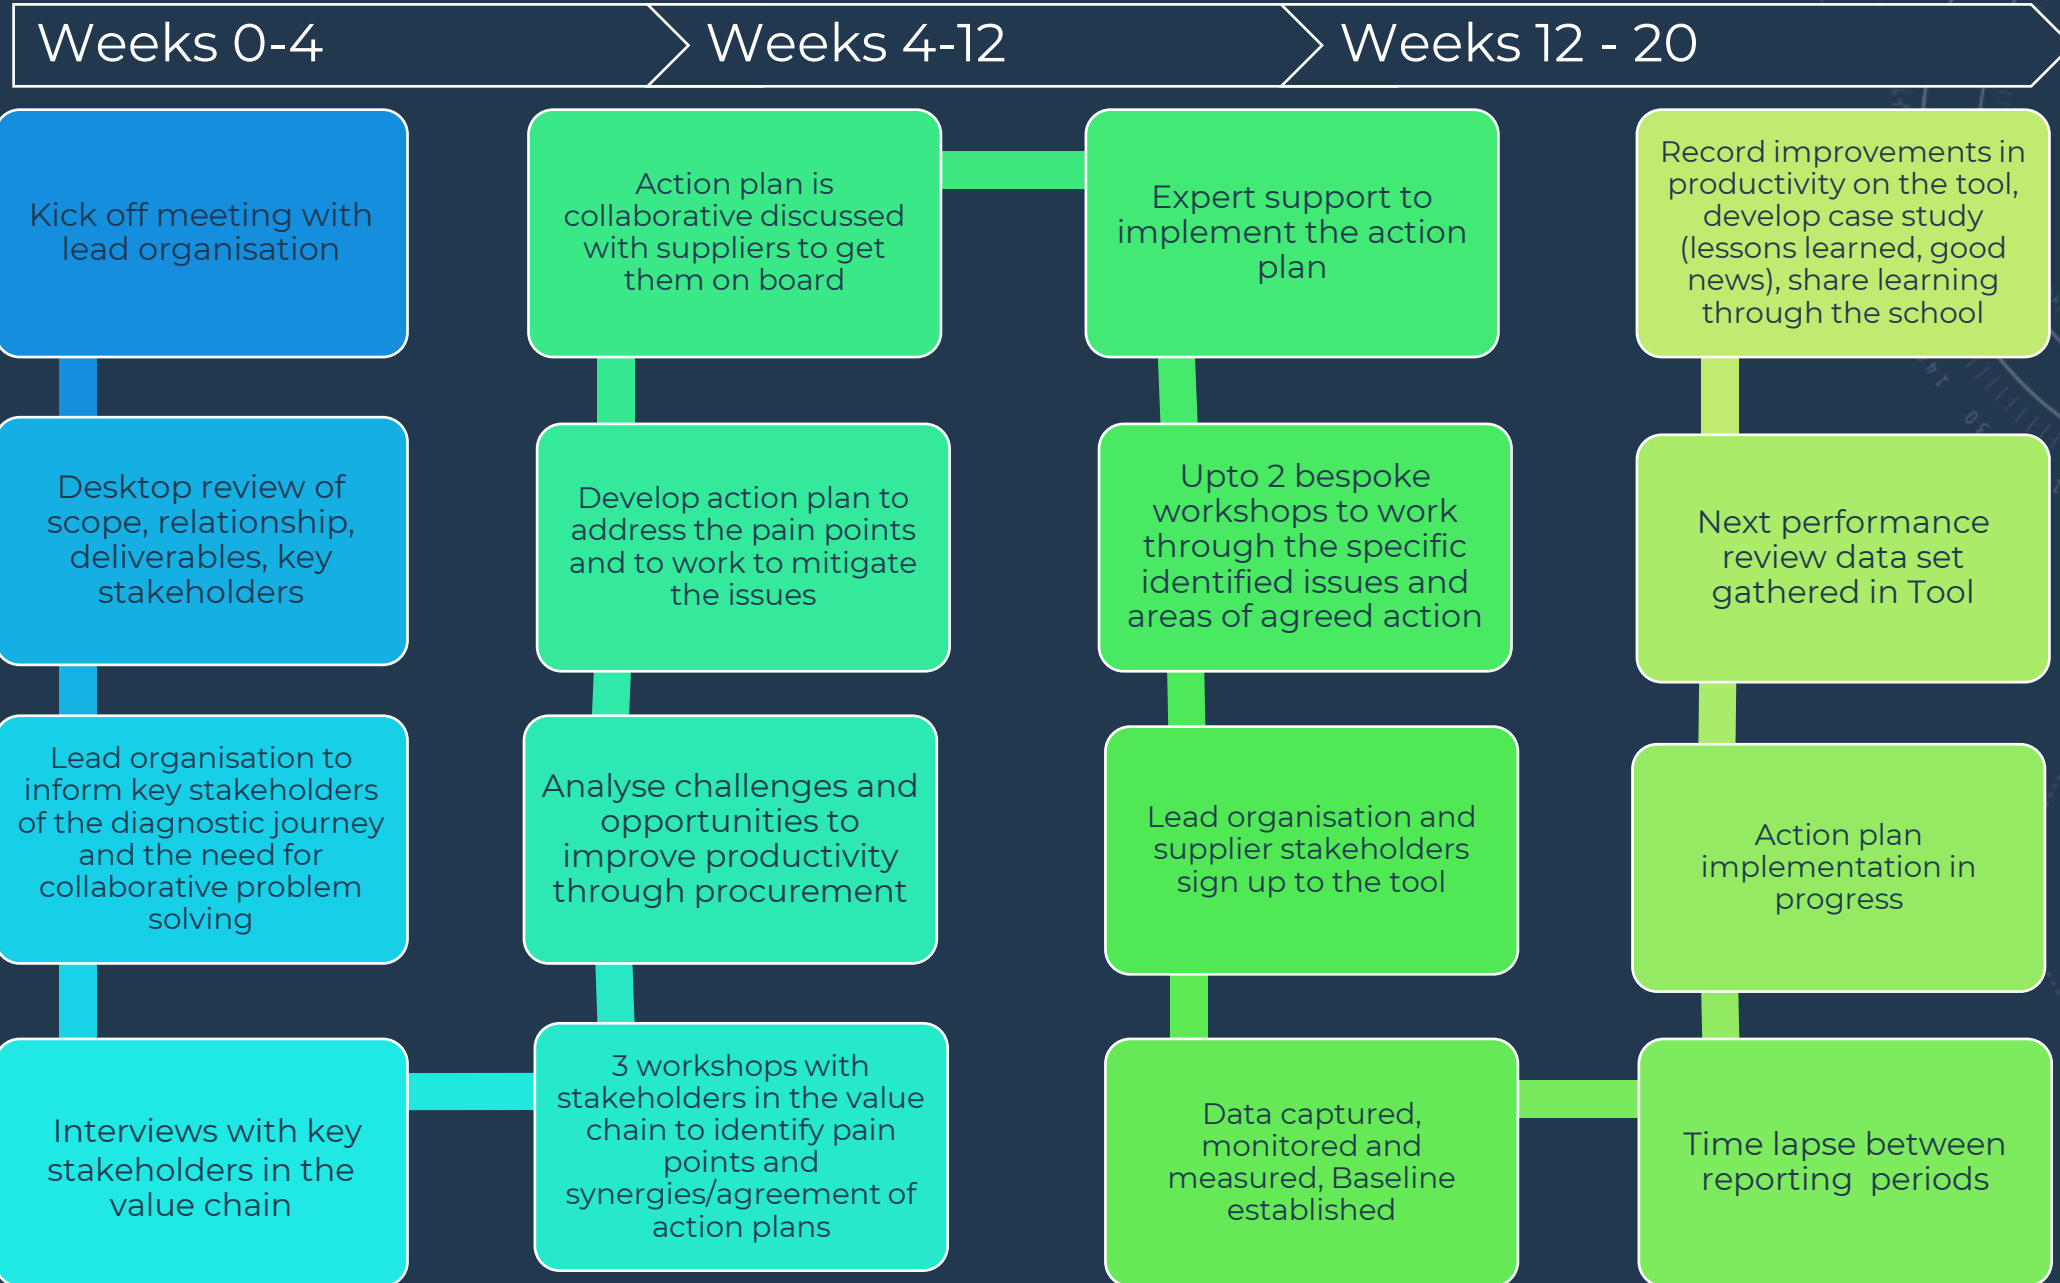 Weeks 0-4
Weeks 4-12
Weeks 12 - 20
Kick off meeting with
lead organisation
Desktop review of
scope, relationship,
deliverables, key
stakeholders
Lead organisation to
inform key stakeholders
of the diagnostic journey
and the need for
collaborative problem
solving
Interviews with key
stakeholders in the
value chain
3 workshops with
stakeholders in the value
chain to identify pain
points and
synergies/agreement of
action plans
Analyse challenges and
opportunities to
improve productivity
through procurement
Develop action plan to
address the pain points
and to work to mitigate
the issues
Action plan is
collaborative discussed
with suppliers to get
them on board
Expert support to
implement the action
plan
Upto 2 bespoke
workshops to work
through the specific
identified issues and
areas of agreed action
Lead organisation and
supplier stakeholders
sign up to the tool
Data captured,
monitored and
measured, Baseline
established
Time lapse between
reporting  periods
Action plan
implementation in
progress
Next performance
review data set
gathered in Tool
Record improvements in
productivity on the tool,
develop case study
(lessons learned, good
news), share learning
through the school